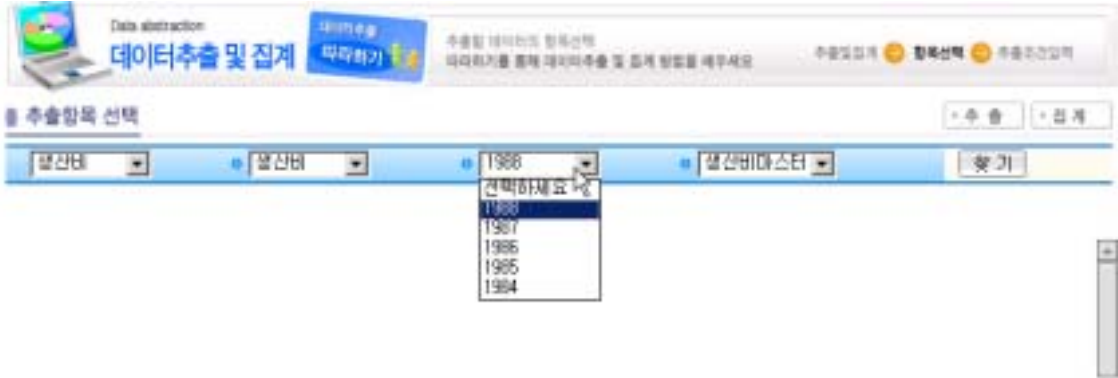 Data abstraction
데이터추출 및 집계
데이터추출
따라하기
추출할 데이터의 항목선택
따라하기를 통해 데이터추출 및 집계 방법을 배우세요
추출및집계 항목선택 추출조건입력
추출항목 선택
추 출
집 계
생산비 생산비 1988 생산비마스터 찾 기
선택하세요
1988
1987
1986
1985
1984